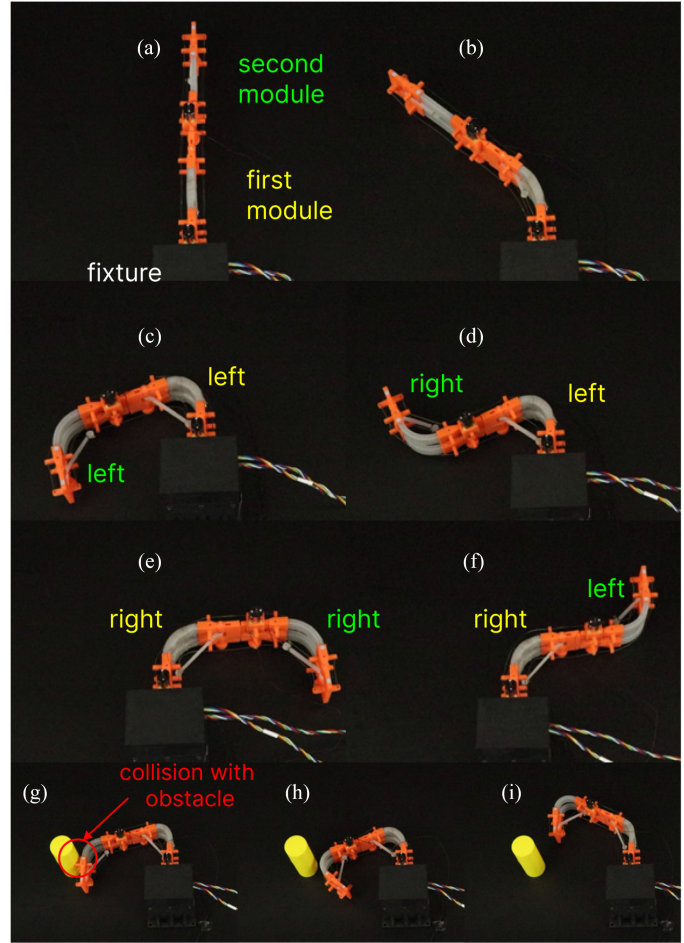 (a)
second
module
first
module
fixture
(b)
(c)
left
left
(d)
right
left
(e)
right
right
(f)
left
right
(g)
collision with
obstacle
(h)
(i)